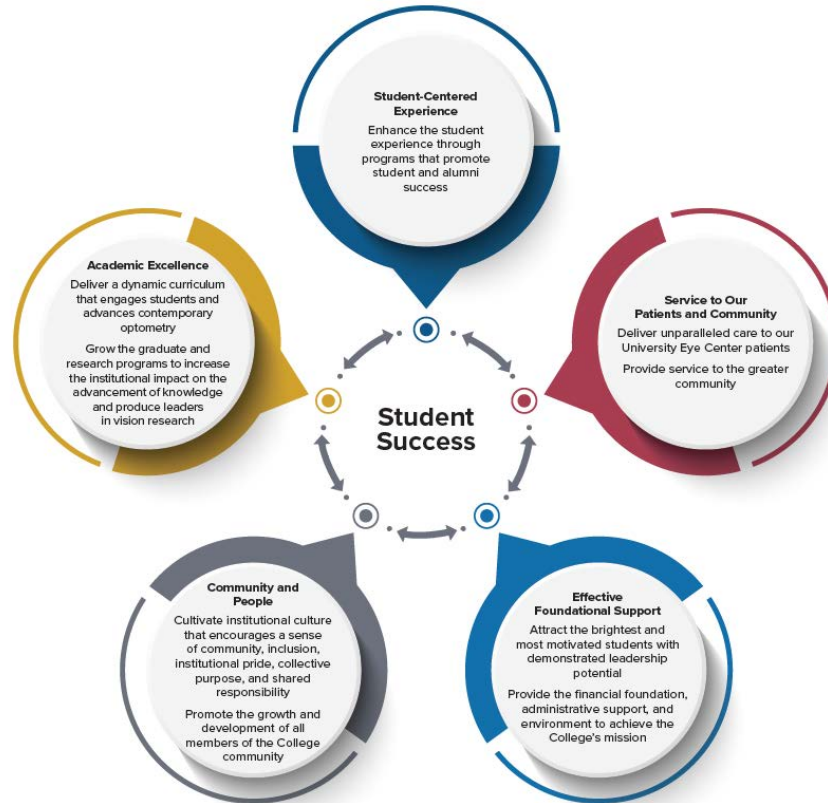 Student-Centered
Experience
Enhance the student
experience through
programs that promote
student and alumni
success
Academic Excellence
Deliver a dynamic curriculum
that engages students and
advances contemporary
optometry
Grow the graduate and
research programs to increase
the institutional impact on the
advancement of knowledge
and produce leaders
in vision research
Service to Our
Patients and Community
Deliver unparalleled care to our
University Eye Center patients
Provide service to the greater
community
Student
Success
Community and
People
Cultivate institutional culture
that encourages a sense
of community, inclusion,
institutional pride, collective
purpose, and shared
responsibility
Promote the growth and
development of all
members of the College
community
Effective
Foundational Support
Attract the brightest and
most motivated students with
demonstrated leadership
potential
Provide the financial foundation,
administrative support, and
environment to achieve the
College's mission